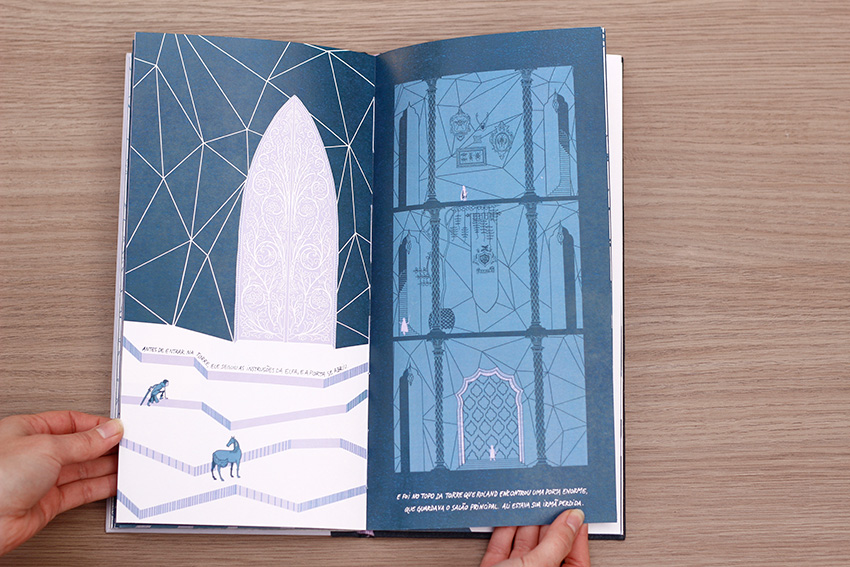 ANTES DE ENTRAR NA TORRE, ELE SEGUIU AS INSTRUÇÕES DA ELFA, E A PORTA SE ABRIU.
E FOI NO TOPO DA TORRE QUE ROLAND ENCONTROU UMA PORTA ENORME,
QUE GUARDAVA O SALÃO PRINCIPAL. ALI ESTAVA SUA IRMÃ PERDIDA.